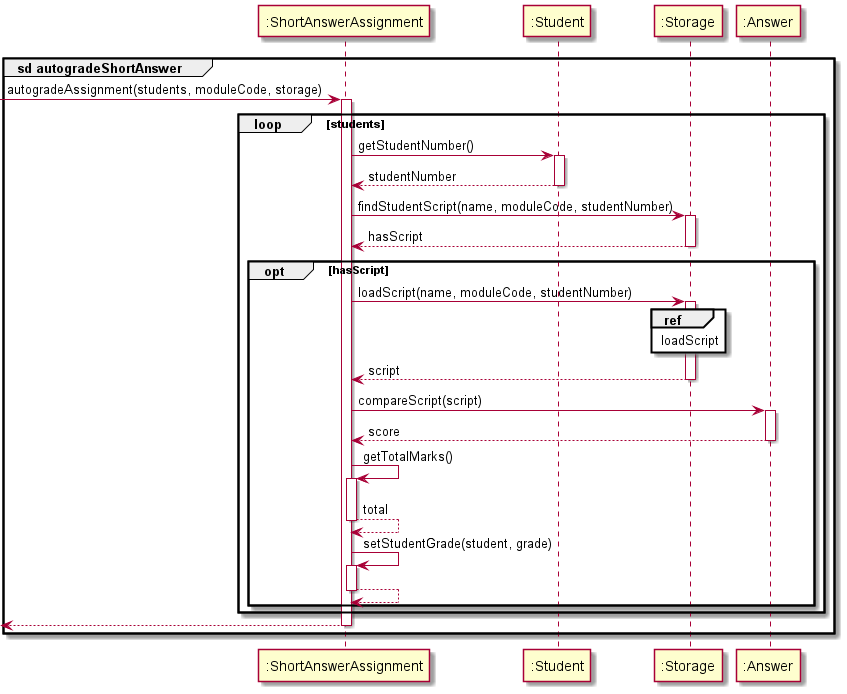 :ShortAnswerAssignment :Student :Storage :Answer
sd autogradeShortAnswer
autogradeAssignment(students, moduleCode, storage)
loop [students]
getStudentNumber()
studentNumber
findStudentScript(name, moduleCode, studentNumber)
hasScript
opt [hasScript]
loadScript(name, moduleCode, studentNumber)
ref
loadScript
script
compareScript(script)
score
getTotalMarks()
total
setStudentGrade(student, grade)
:ShortAnswerAssignment :Student :Storage :Answer